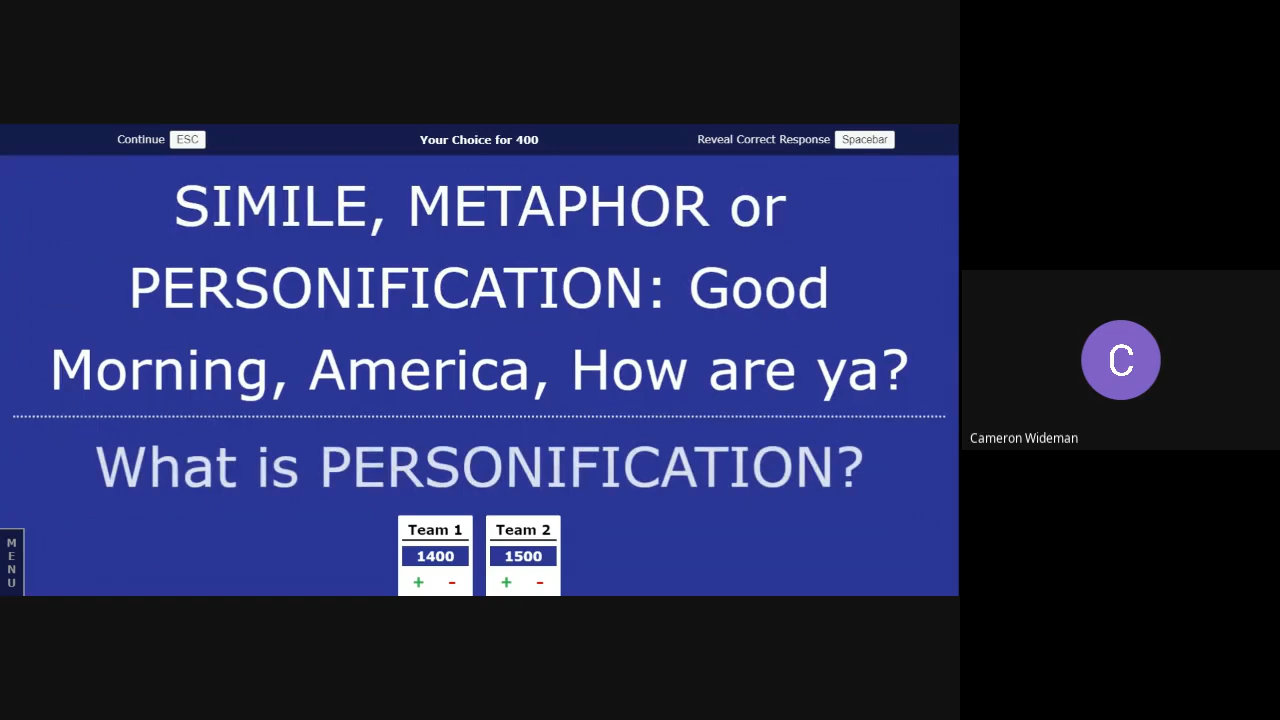 Continue ESC Your Choice for 400 Reveal Correct Response Spacebar
SIMILE, METAPHOR or
PERSONIFICATION: Good
Morning, America, How are ya?
What is PERSONIFICATION?
Team 1 Team 2
1400 1500
+ - + -
MENU
C
Cameron Wideman